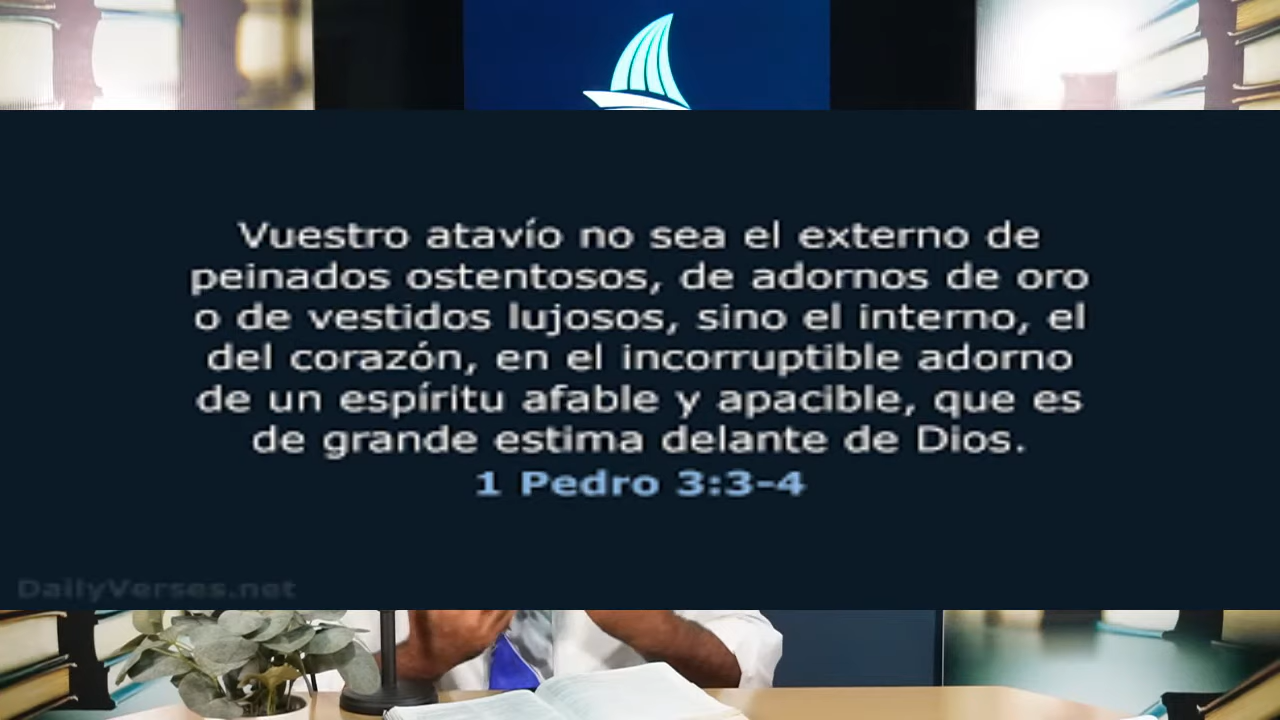 Vuestro atavío no sea el externo de
peinados ostentosos, de adornos de oro
o de vestidos lujosos, sino el interno, el
del corazón, en el incorruptible adorno
de un espíritu afable y apacible, que es
de grande estima delante de Dios.
1 Pedro 3:3-4
DailyVerses.net